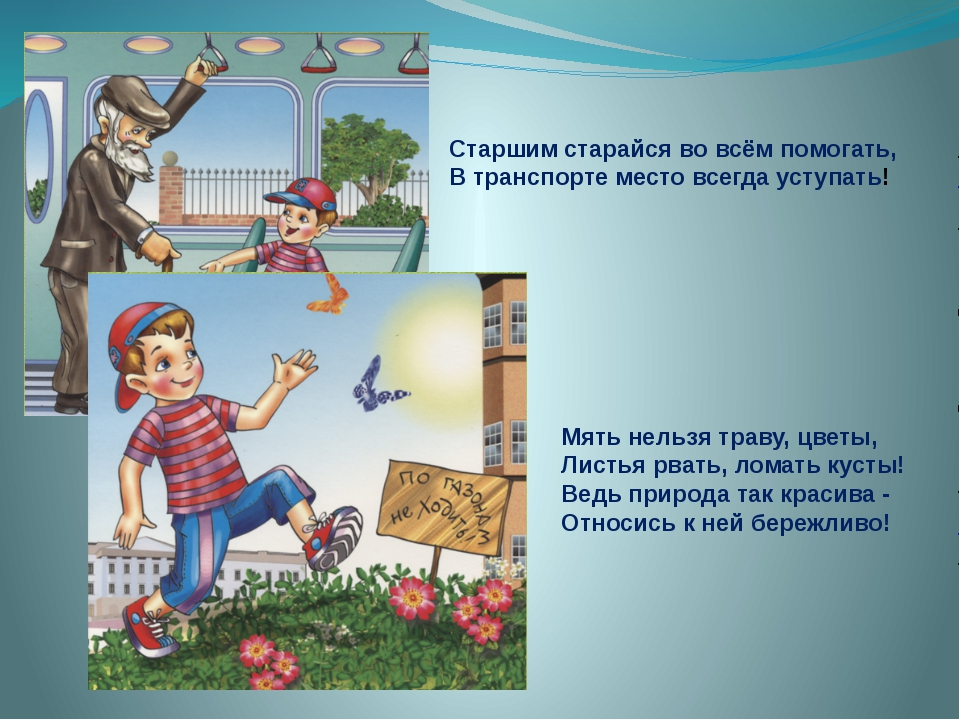 Старшим старайся во всём помогать,
В транспорте место всегда уступать!
Мять нельзя траву, цветы,
Листья рвать, ломать кусты!
Ведь природа так красива -
Относись к ней бережливо!
ПО ГАЗОНАМ
не Ходить!